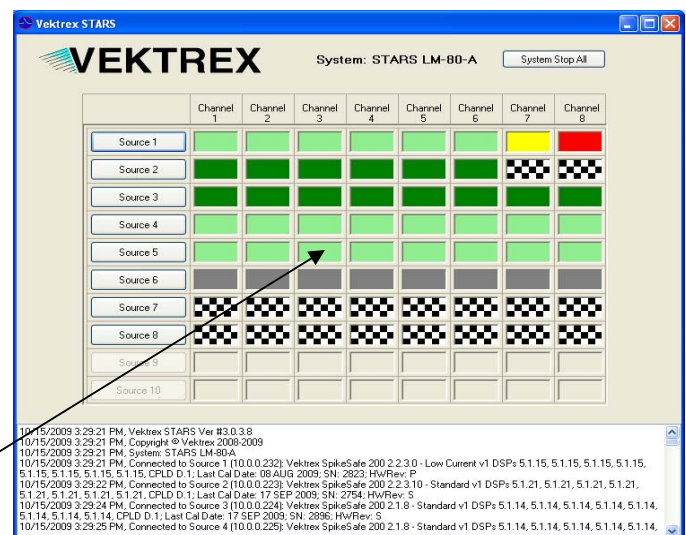 Vektrex STARS
VEKTREX
System: STARS LM-80-A
System Stop All
Channel 1 Channel 2 Channel 3 Channel 4 Channel 5 Channel 6 Channel 7 Channel 8
Source 1
Source 2
Source 3
Source 4
Source 5
Source 6
Source 7
Source 8
Source 9
Source 10
10/15/2009 3:29:21 PM, Vektrex STARS Ver #3.0.3.8
10/15/2009 3:29:21 PM, Copyright © Vektrex 2008-2009
10/15/2009 3:29:21 PM, System: STARS LM-80-A
10/15/2009 3:29:21 PM, Connected to Source 1 (10.0.0.232): Vektrex SpikeSafe 200 2.2.3.0 - Low Current v1 DSPs 5.1.15, 5.1.15, 5.1.15,
5.1.15, 5.1.15, 5.1.15, 5.1.15, CPLD D.1; Last Cal Date: 08 AUG 2009; SN: 2823; HWRev: P
10/15/2009 3:29:22 PM, Connected to Source 2 (10.0.0.223): Vektrex SpikeSafe 200 2.2.3.10 - Standard v1 DSPs 5.1.21, 5.1.21, 5.1.21,
5.1.21, 5.1.21, 5.1.21, 5.1.21, CPLD D.1; Last Cal Date: 17 SEP 2009; SN: 2754; HWRev: S
10/15/2009 3:29:24 PM, Connected to Source 3 (10.0.0.224): Vektrex SpikeSafe 200 2.1.8 - Standard v1 DSPs 5.1.14, 5.1.14, 5.1.14, 5.1.14,
5.1.14, 5.1.14, 5.1.14, CPLD D.1; Last Cal Date: 17 SEP 2009; SN: 2896; HWRev: S
10/15/2009 3:29:25 PM, Connected to Source 4 (10.0.0.225): Vektrex SpikeSafe 200 2.1.8 - Standard v1 DSPs 5.1.14, 5.1.14, 5.1.14, 5.1.14,